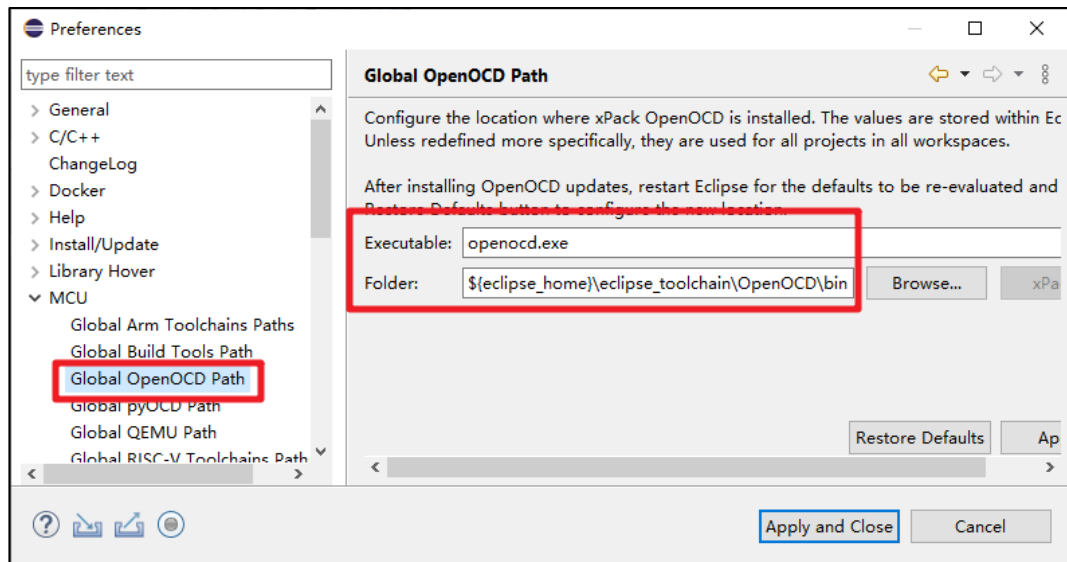 Preferences
type filter text
General
C/C++
ChangeLog
Docker
Help
Install/Update
Library Hover
MCU
Global Arm Toolchains Paths
Global Build Tools Path
Global OpenOCD Path
Global pyOCD Path
Global QEMU Path
Global RISC-V Toolchains Path
Global OpenOCD Path
Configure the location where xPack OpenOCD is installed. The values are stored within Ec
Unless redefined more specifically, they are used for all projects in all workspaces.
After installing OpenOCD updates, restart Eclipse for the defaults to be re-evaluated and
Restore Defaults button to configure the new location.
Executable: openocd.exe
Folder: ${eclipse_home}\eclipse_toolchain\OpenOCD\bin Browse... xPa
Restore Defaults Ap
Apply and Close Cancel